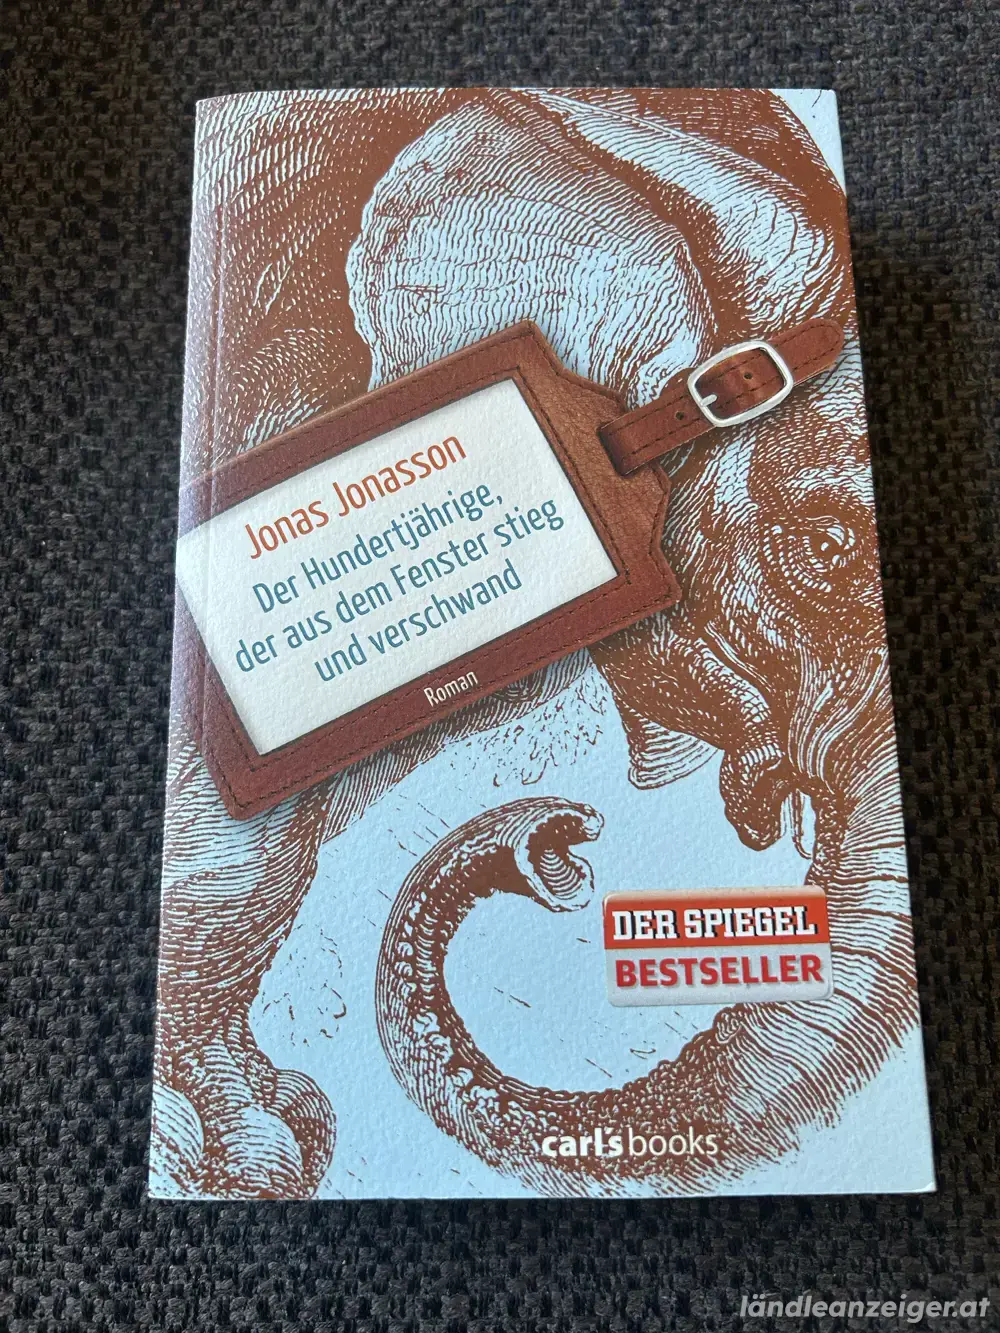 Jonas Jonasson
Der Hundertjährige,
der aus dem Fenster stieg
und verschwand
Roman
DER SPIEGEL
BESTSELLER
carl's books
ländleanzeiger.at